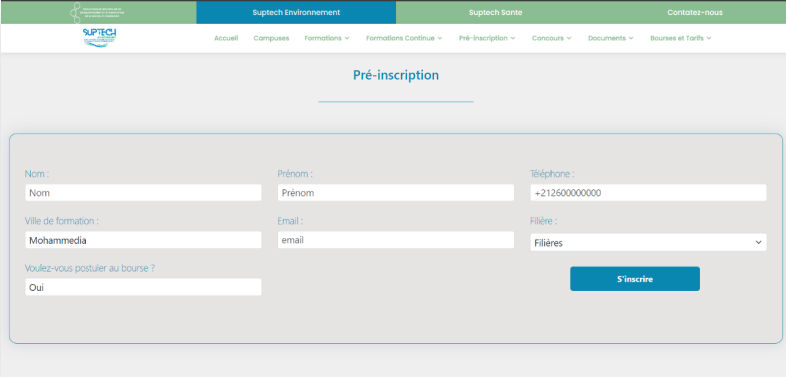 Suptech Environnement
Suptech Sante
Contatez-nous
SUPTECH
Accueil Campuses Formations Formations Continue Pré-Inscription Concours Documents Bourses et Tarifs
Pré-inscription
Nom : Prénom : Téléphone :
Nom Prénom +212600000000
Ville de formation : Email : Filière :
Mohammedia email Filières
Voulez-vous postuler au bourse ?
Oui S'inscrire